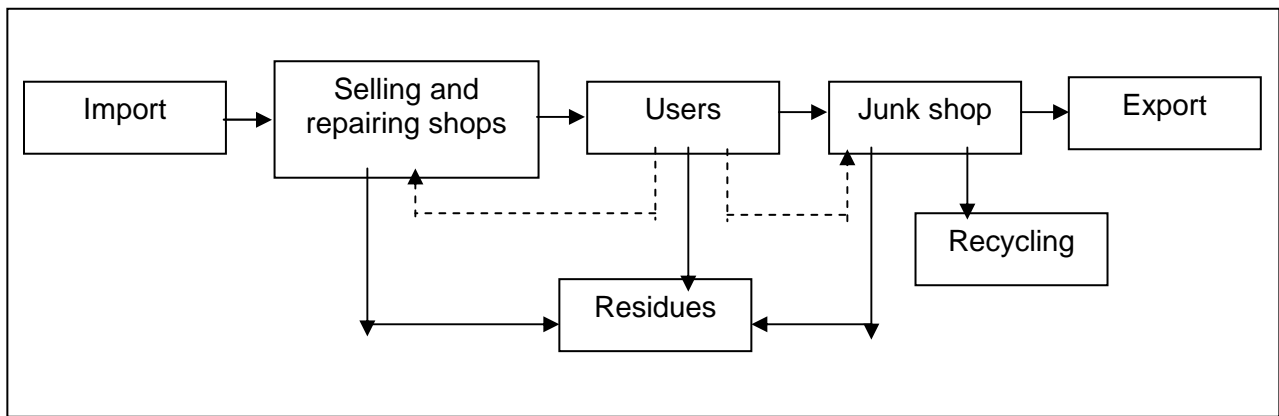 Import
Selling and
repairing shops
Users
Junk shop
Export
Recycling
Residues